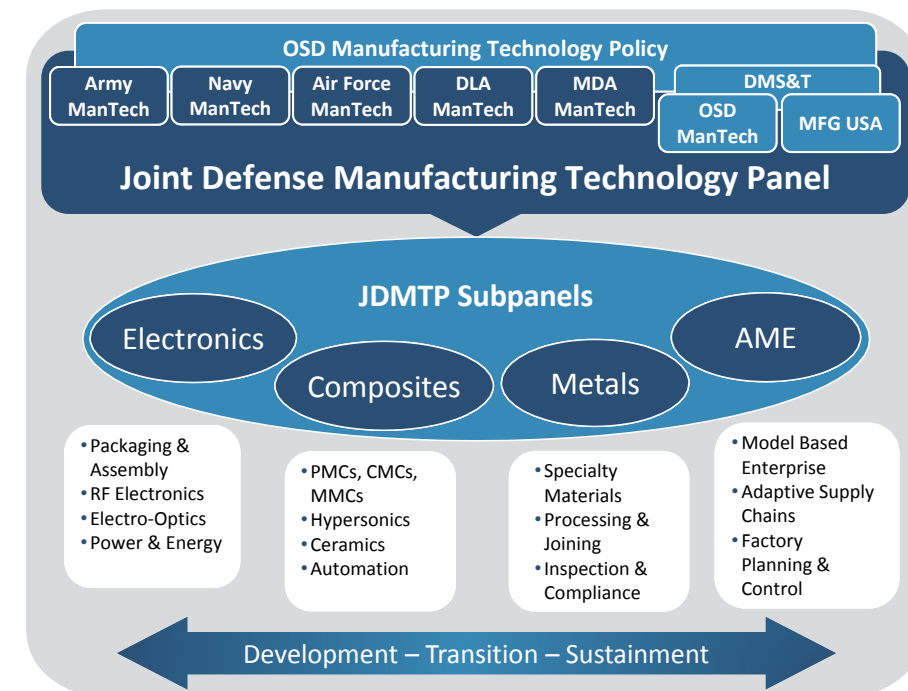 OSD Manufacturing Technology Policy
Army
ManTech
Navy
ManTech
Air Force
ManTech
DLA
ManTech
MDA
ManTech
DMS&T
OSD
ManTech
MFG USA
Joint Defense Manufacturing Technology Panel
JDMTP Subpanels
Electronics
Composites
Metals
AME
• Packaging &
Assembly
• RF Electronics
• Electro-Optics
• Power & Energy
• PMCs, CMCs,
MMCs
• Hypersonics
• Ceramics
• Automation
• Specialty
Materials
• Processing &
Joining
• Inspection &
Compliance
• Model Based
Enterprise
• Adaptive Supply
Chains
• Factory
Planning &
Control
Development – Transition – Sustainment